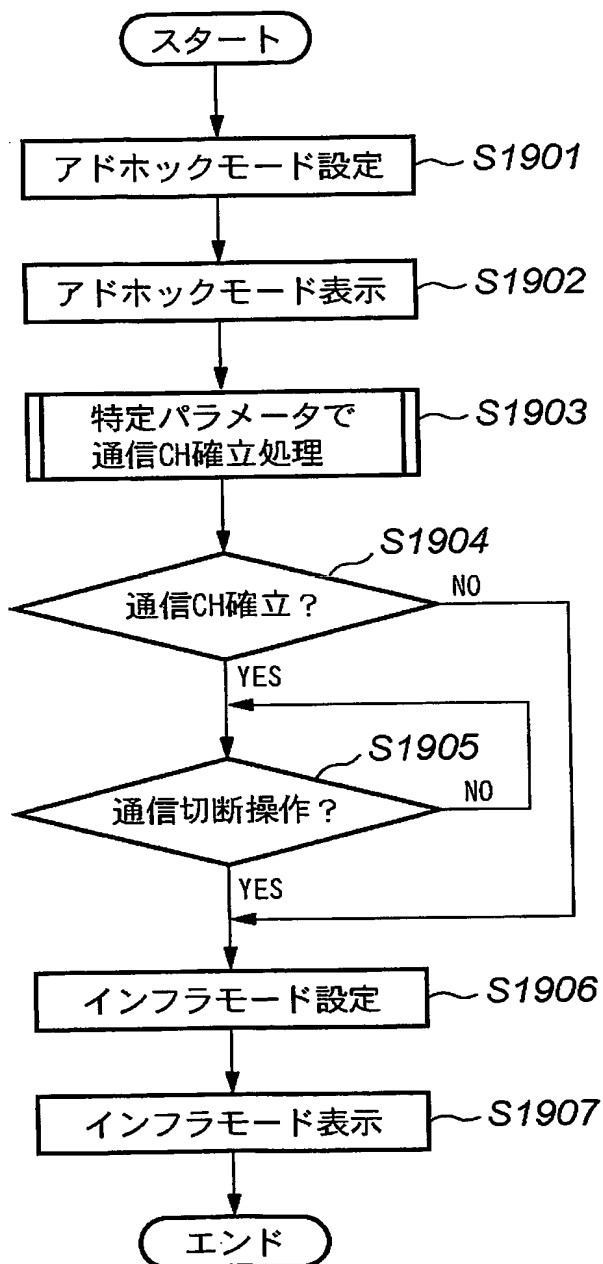 スタート
アドホックモード設定
S1901
アドホックモード表示
S1902
特定パラメータで
通信CH確立処理
S1903
S1904
通信CH確立?
NO
YES
S1905
通信切断操作?
NO
YES
インフラモード設定
S1906
インフラモード表示
S1907
エンド